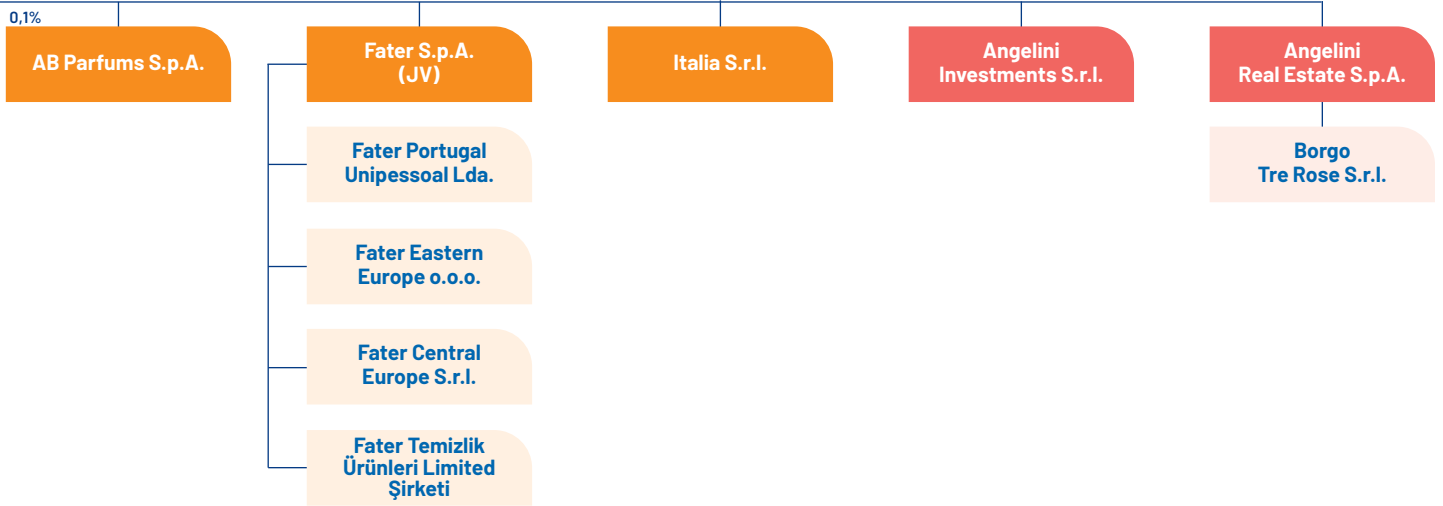 0,1%
AB Parfums S.p.A.
Fater S.p.A.
(JV)
Italia S.r.l.
Angelini
Investments S.r.l.
Angelini
Real Estate S.p.A.
Fater Portugal
Unipessoal Lda.
Borgo
Tre Rose S.r.l.
Fater Eastern
Europe o.o.o.
Fater Central
Europe S.r.l.
Fater Temizlik
Ürünleri Limited
Şirketi